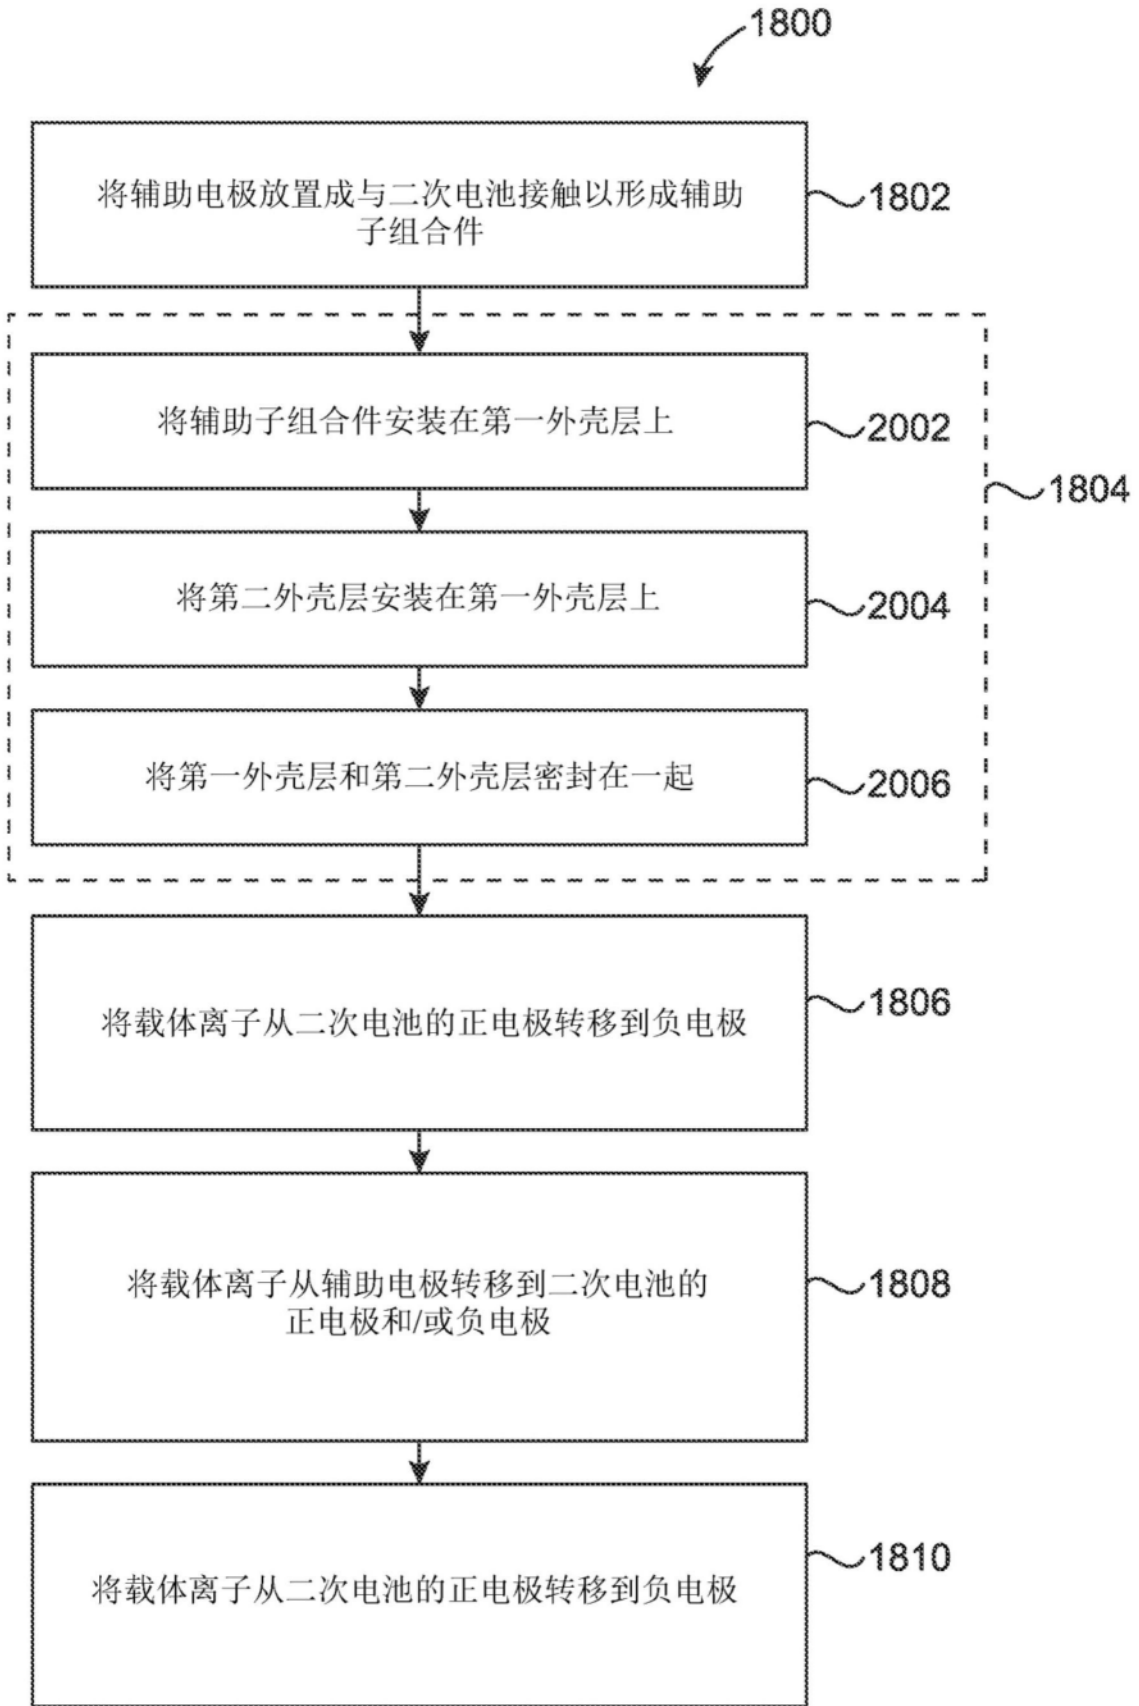 1800
将辅助电极放置成与二次电池接触以形成辅助
子组合件
1802
将辅助子组合件安装在第一外壳层上
2002
1804
将第二外壳层安装在第一外壳层上
2004
将第一外壳层和第二外壳层密封在一起
2006
将载体离子从二次电池的正电极转移到负电极
1806
将载体离子从辅助电极转移到二次电池的
正电极和/或负电极
1808
将载体离子从二次电池的正电极转移到负电极
1810